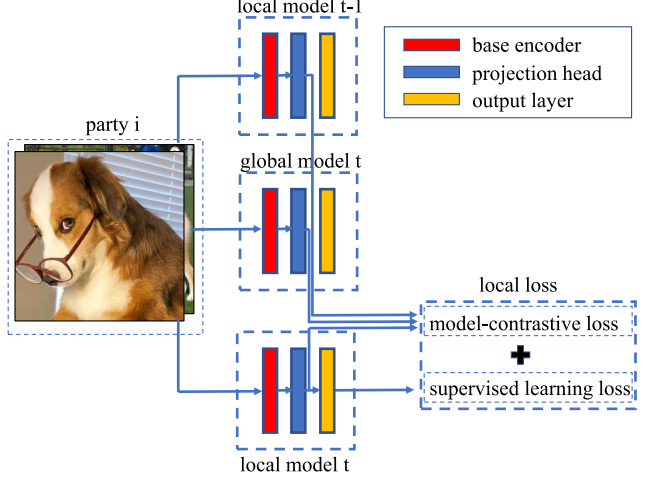 local model t-1
base encoder
projection head
output layer
party i
global model t
local loss
model-contrastive loss
supervised learning loss
local model t